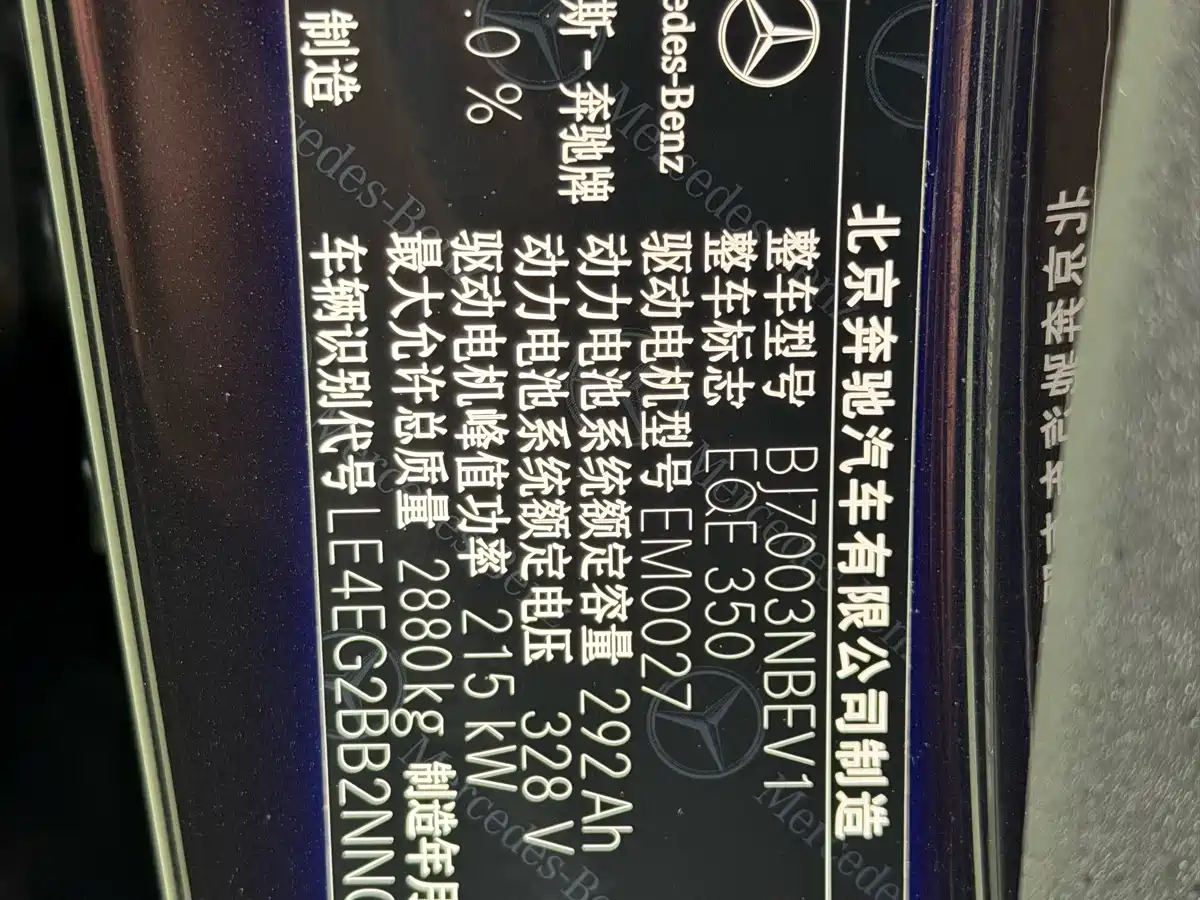 北京奔驰汽车有限公司制造
整车型号 BJ7003NBEV1
整车标志 EQE 350
驱动电机型号 EM0027
动力电池系统额定容量 292Ah
动力电池系统额定电压 328 V
驱动电机峰值功率 215 kW
最大允许总质量 2880kg 制造年月
车辆识别代号 LE4EG2BB2NN
edes-Benz
斯-奔驰牌
.0 %
制造